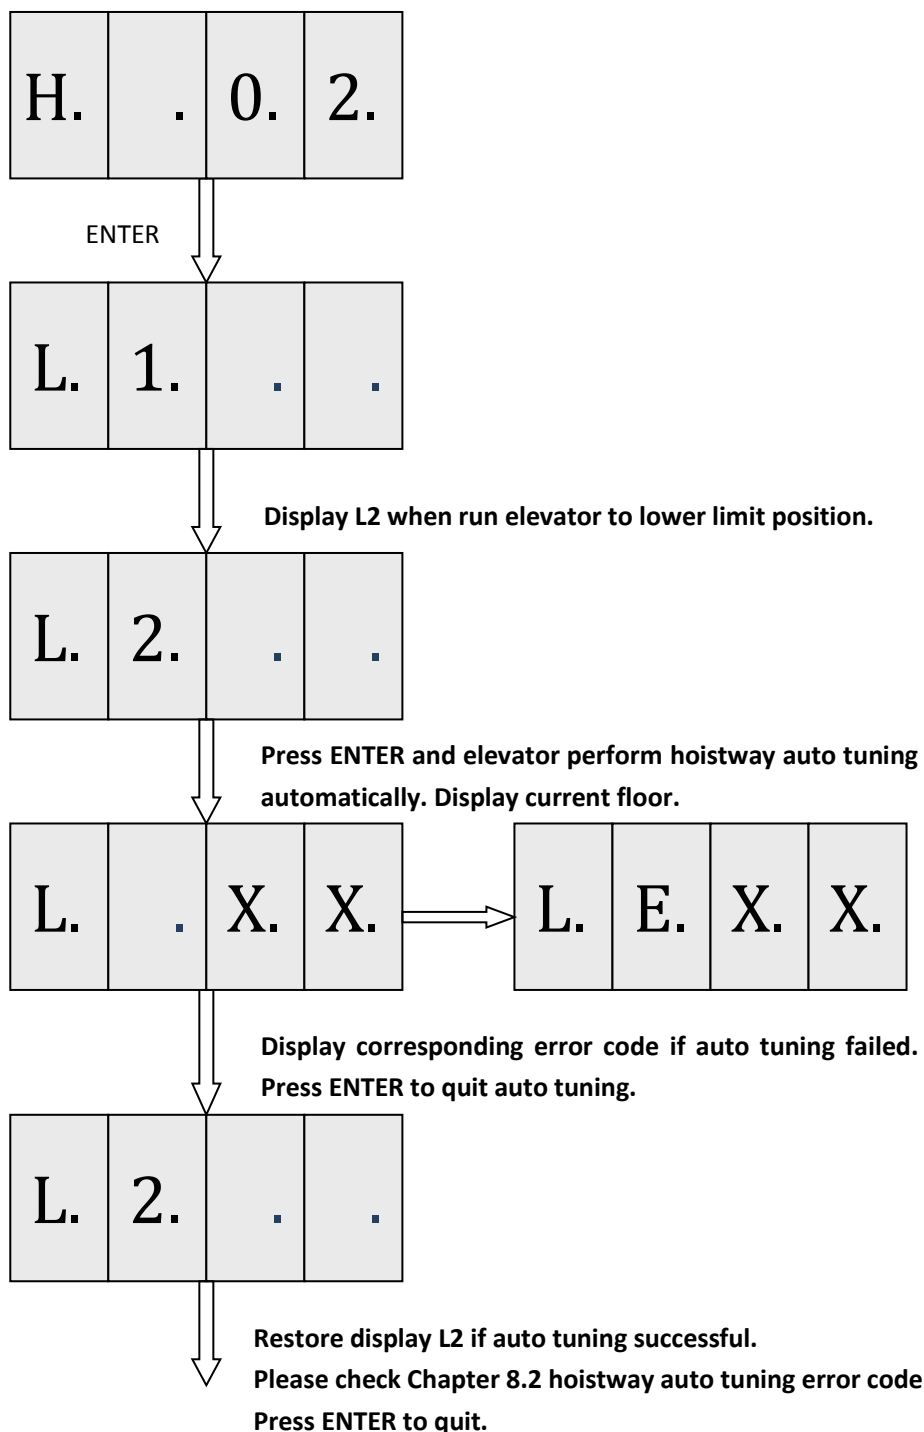 H. . 0. 2.
ENTER
L. 1. . .
Display L2 when run elevator to lower limit position.
L. 2. . .
Press ENTER and elevator perform hoistway auto tuning
automatically. Display current floor.
L. . X. X.
L. E. X. X.
Display corresponding error code if auto tuning failed.
Press ENTER to quit auto tuning.
L. 2. . .
Restore display L2 if auto tuning successful.
Please check Chapter 8.2 hoistway auto tuning error code
Press ENTER to quit.